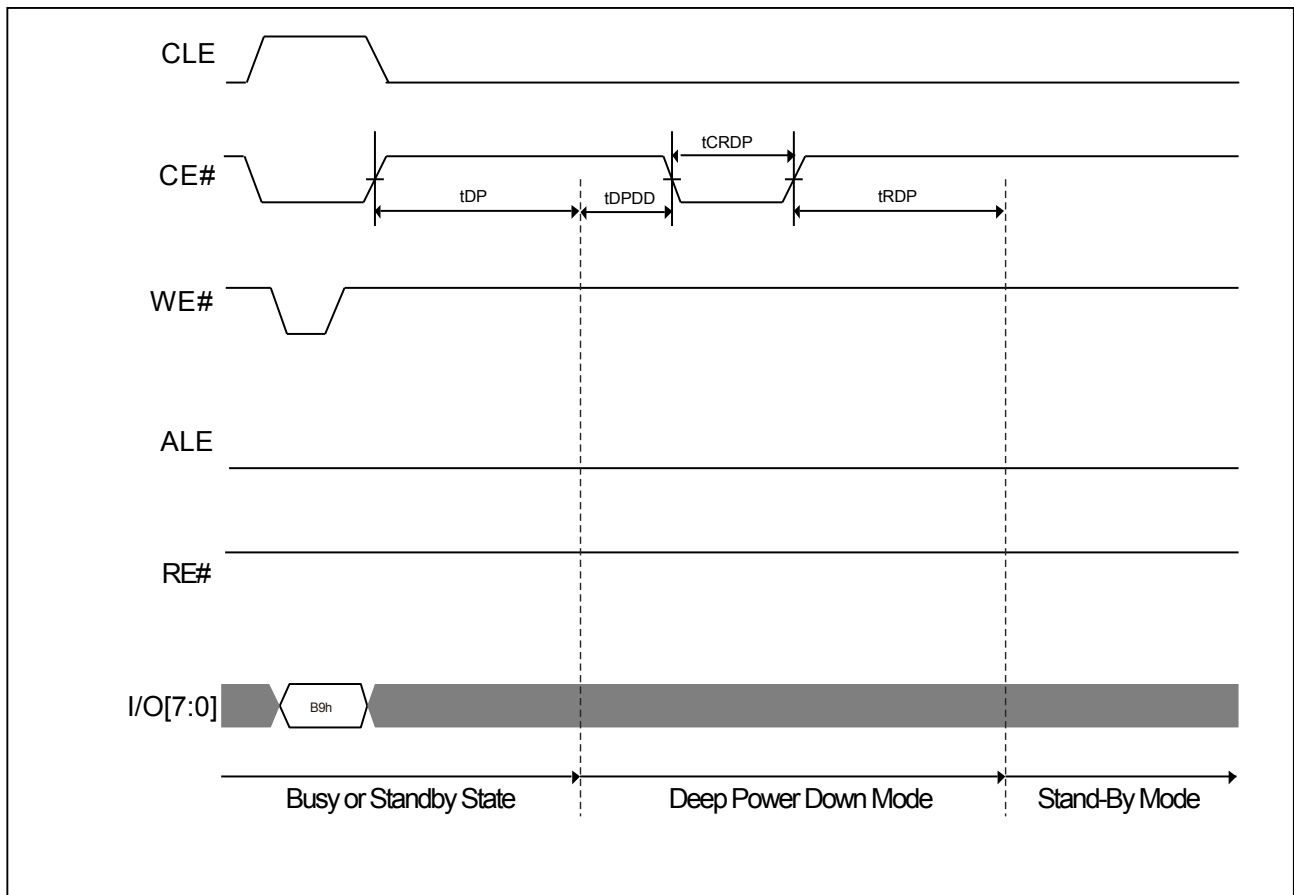 CLE
CE#
tCRDP
tDP
tDPDD
tRDP
WE#
ALE
RE#
I/O[7:0]
B9h
Busy or Standby State
Deep Power Down Mode
Stand-By Mode